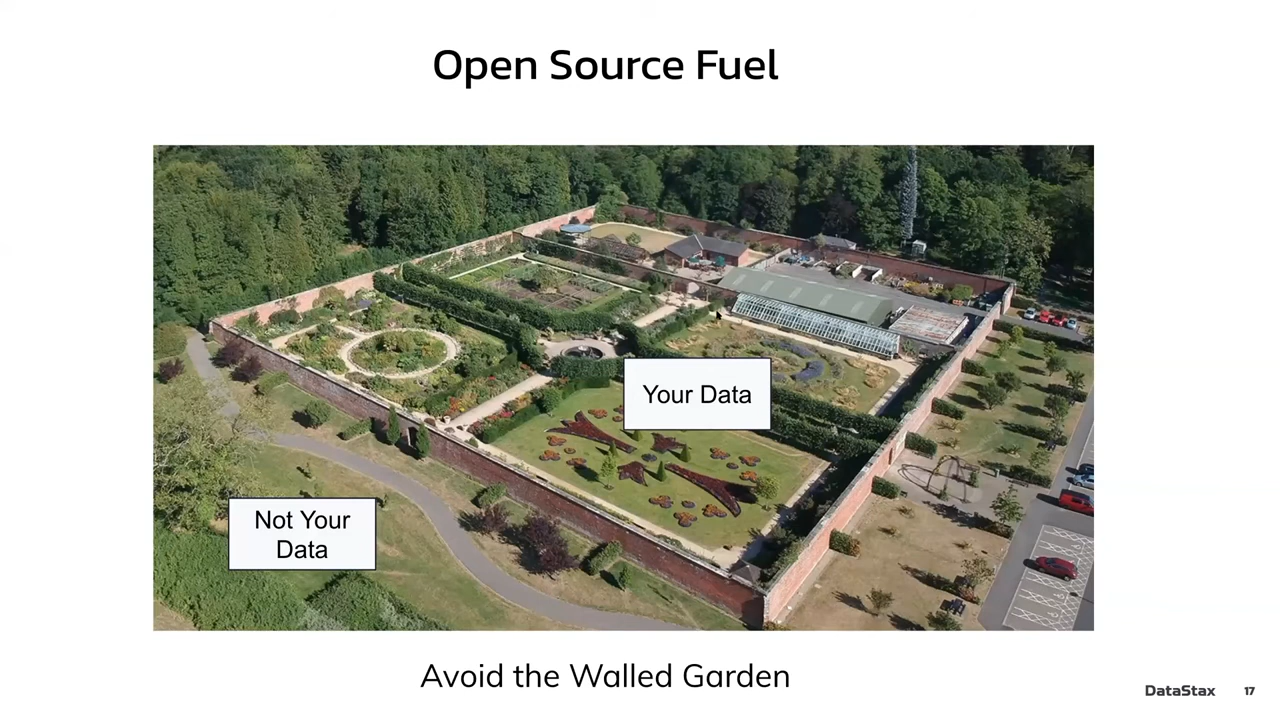 Open Source Fuel
Your Data
Not Your
Data
Avoid the Walled Garden
DataStax
17